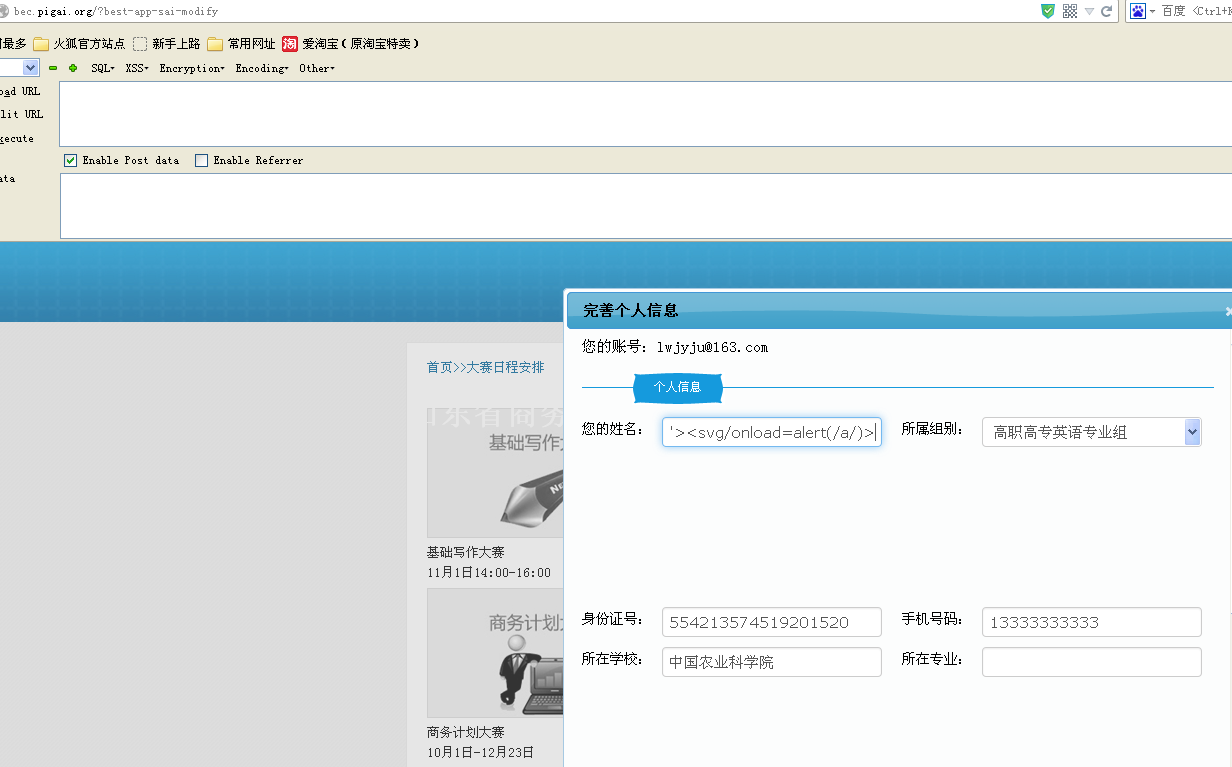 bec.pigai.org/?best-app-sai-modify
百度 <Ctrl+K
最多 火狐官方站点 新手上路 常用网址 淘 爱淘宝（原淘宝特卖）
SQL XSS Encryption Encoding Other
oad URL
lit URL
xecute
Enable Post data Enable Referrer
ata
完善个人信息
您的账号：lwjyju@163.com
首页>>大赛日程安排
个人信息
您的姓名： '><svg/onload=alert(/a/)> 所属组别： 高职高专英语专业组
东省商务
基础写作大
基础写作大赛
11月1日14:00-16:00
商务计划大
身份证号： 554213574519201520 手机号码： 13333333333
所在学校： 中国农业科学院 所在专业：
商务计划大赛
10月1日-12月23日